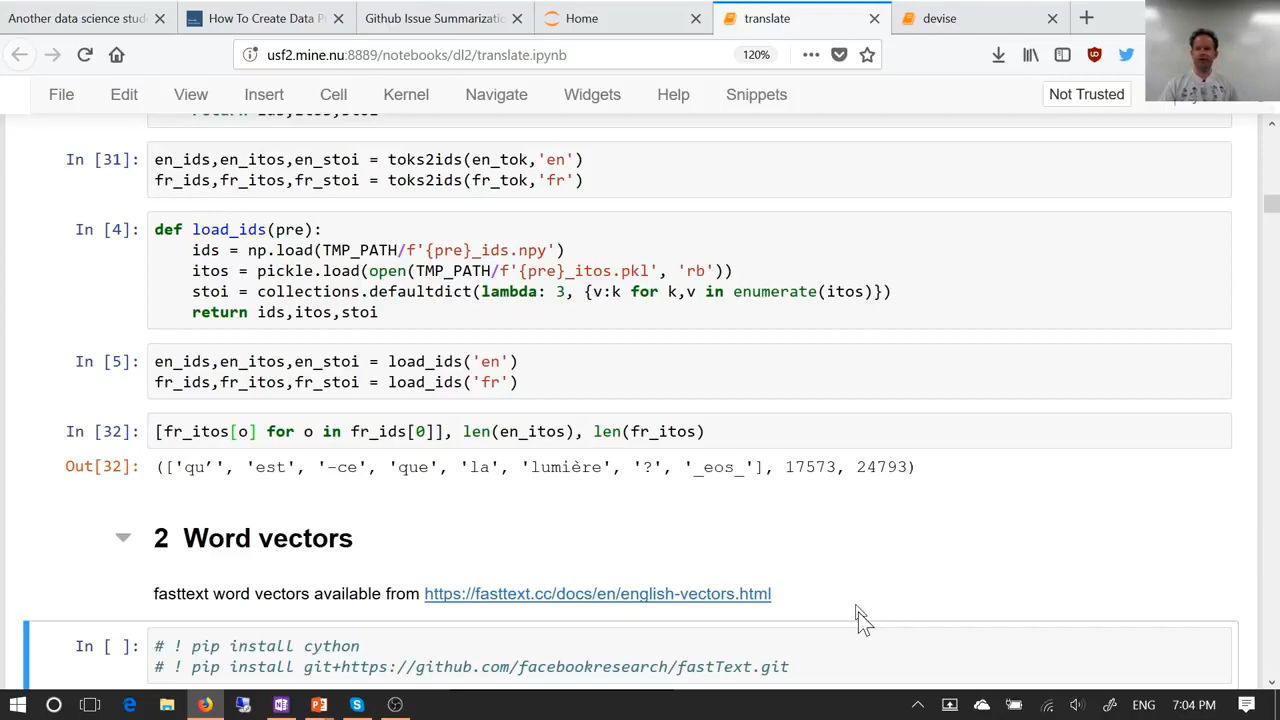 Another data science stud
How To Create Data P
Github Issue Summarizatio
Home
translate
devise
usf2.mine.nu:8889/notebooks/dl2/translate.ipynb
120%
File Edit View Insert Cell Kernel Navigate Widgets Help Snippets
Not Trusted
return ids,itos,stoi
In [31]: en_ids,en_itos,en_stoi = toks2ids(en_tok,'en')
fr_ids,fr_itos,fr_stoi = toks2ids(fr_tok,'fr')
In [4]: def load_ids(pre):
ids = np.load(TMP_PATH/f'{pre}_ids.npy')
itos = pickle.load(open(TMP_PATH/f'{pre}_itos.pkl', 'rb'))
stoi = collections.defaultdict(lambda: 3, {v:k for k,v in enumerate(itos)})
return ids,itos,stoi
In [5]: en_ids,en_itos,en_stoi = load_ids('en')
fr_ids,fr_itos,fr_stoi = load_ids('fr')
In [32]: [fr_itos[o] for o in fr_ids[0]], len(en_itos), len(fr_itos)
Out[32]: (['qu’', 'est', '-ce', 'que', 'la', 'lumière', '?', '_eos_'], 17573, 24793)
2 Word vectors
fasttext word vectors available from https://fasttext.cc/docs/en/english-vectors.html
In [ ]: # ! pip install cython
# ! pip install git+https://github.com/facebookresearch/fastText.git
ENG 7:04 PM